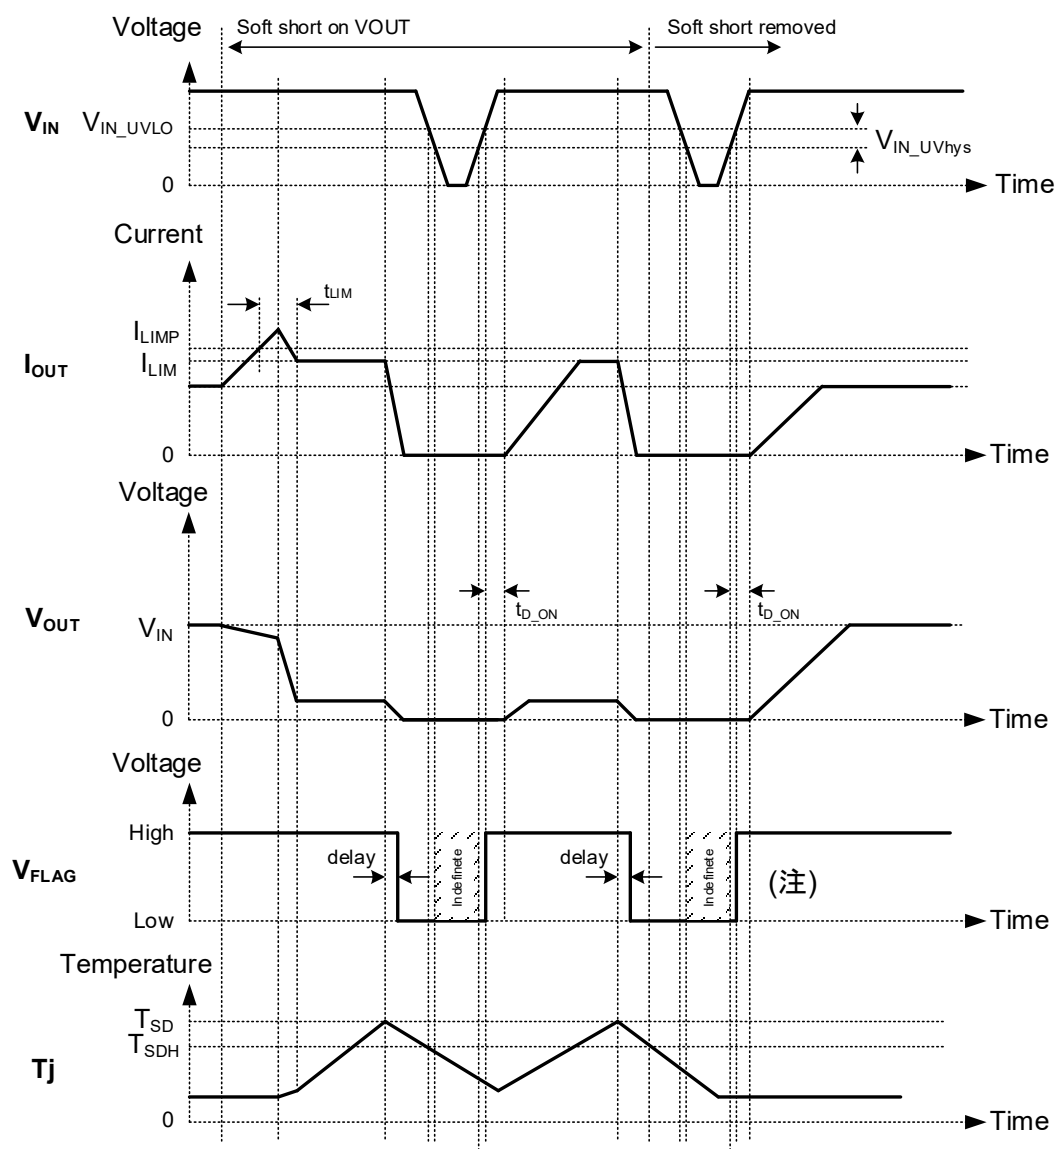 Voltage
Soft short on VOUT
Soft short removed
VIN
VIN_UVLO
VIN_UVhys
0
Time
Current
tLIM
ILIMP
IOUT
ILIM
0
Time
Voltage
tD_ON
tD_ON
VOUT
VIN
0
Time
Voltage
High
delay
Indefinete
delay
Indefinete
(注)
VFLAG
Low
Time
Temperature
TSD
TSDH
Tj
0
Time